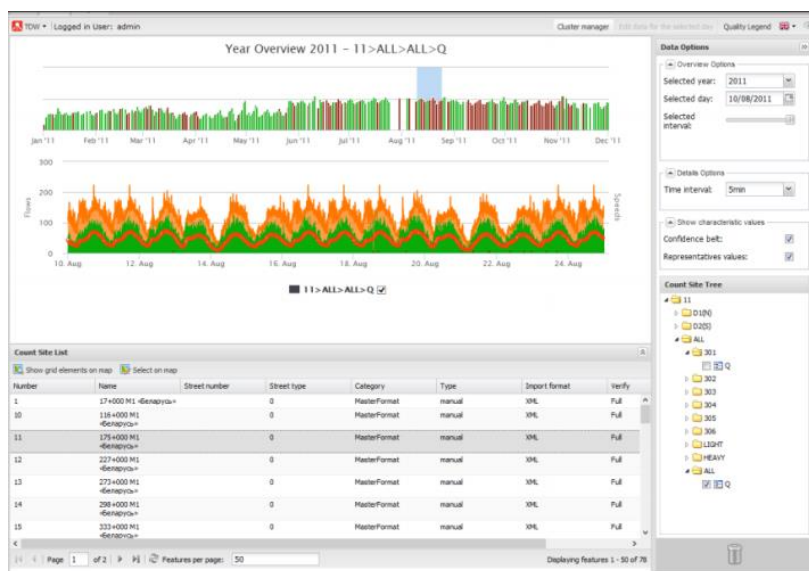 TDW Logged in User: admin
Cluster manager Edit data for the selected day Quality Legend
Year Overview 2011 - 11>ALL>ALL>Q
Jan '11 Feb '11 Mar '11 Apr '11 May '11 Jun '11 Jul '11 Aug '11 Sep '11 Oct '11 Nov '11 Dec '11
Flows
300
200
100
0
Speeds
10. Aug 12. Aug 14. Aug 16. Aug 18. Aug 20. Aug 22. Aug 24. Aug
11>ALL>ALL>Q
Data Options
Overview Options
Selected year: 2011
Selected day: 10/08/2011
Selected
interval:
Details Options
Time interval: 5min
Show characteristic values
Confidence belt:
Representatives values:
Count Site Tree
11
D1(N)
D2(S)
ALL
301
Q
302
303
304
305
306
LIGHT
HEAVY
ALL
Q
Count Site List
Show grid elements on map Select on map
Number Name Street number Street type Category Type Import format Verify
1 17+000 M1 «Беларусь» 0 MasterFormat manual XML Full
10 116+000 M1 0 MasterFormat manual XML Full
«Беларусь»
11 175+000 M1 0 MasterFormat manual XML Full
«Беларусь»
12 227+000 M1 0 MasterFormat manual XML Full
«Беларусь»
13 273+000 M1 0 MasterFormat manual XML Full
«Беларусь»
14 298+000 M1 0 MasterFormat manual XML Full
«Беларусь»
15 333+000 M1 0 MasterFormat manual XML Full
«Беларусь»
Page 1 of 2 Features per page: 50 Displaying features 1 - 50 of 78